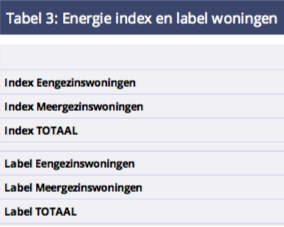 Tabel 3: Energie index en label woningen
Index Eengezinswoningen
Index Meergezinswoningen
Index TOTAAL
Label Eengezinswoningen
Label Meergezinswoningen
Label TOTAAL